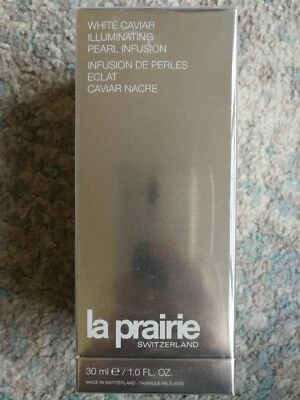 WHITE CAVIAR
ILLUMINATING
PEARL INFUSION
INFUSION DE PERLES
ECLAT
CAVIAR NACRE
la prairie
SWITZERLAND
30 ml ℮ / 1.0 FL. OZ.
MADE IN SWITZERLAND - FABRIQUE EN SUISSE